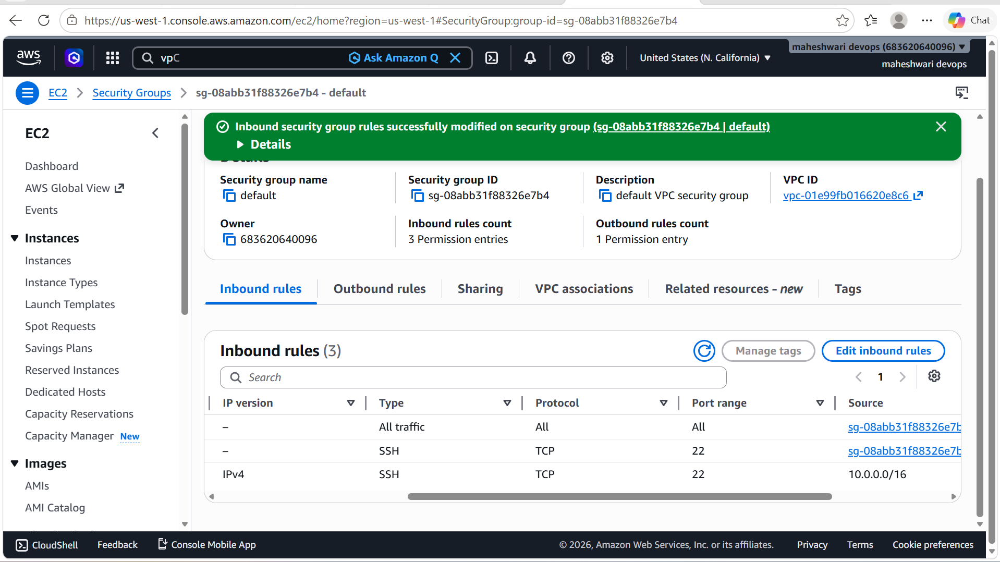 https://us-west-1.console.aws.amazon.com/ec2/home?region=us-west-1#SecurityGroup:group-id=sg-08abb31f88326e7b4
Chat
aws
vpC
Ask Amazon Q
United States (N. California)
maheshwari devops (683620640096)
maheshwari devops
EC2
Security Groups
sg-08abb31f88326e7b4 - default
EC2
Dashboard
AWS Global View
Events
Instances
Instances
Instance Types
Launch Templates
Spot Requests
Savings Plans
Reserved Instances
Dedicated Hosts
Capacity Reservations
Capacity Manager New
Images
AMIs
AMI Catalog
Inbound security group rules successfully modified on security group (sg-08abb31f88326e7b4 | default)
Details
Details
Security group name
default
Security group ID
sg-08abb31f88326e7b4
Description
default VPC security group
VPC ID
vpc-01e99fb016620e8c6
Owner
683620640096
Inbound rules count
3 Permission entries
Outbound rules count
1 Permission entry
Inbound rules
Outbound rules
Sharing
VPC associations
Related resources - new
Tags
Inbound rules (3)
Manage tags
Edit inbound rules
Search
1
IP version Type Protocol Port range Source
– All traffic All All sg-08abb31f88326e7b
– SSH TCP 22 sg-08abb31f88326e7b
IPv4 SSH TCP 22 10.0.0.0/16
CloudShell
Feedback
Console Mobile App
© 2026, Amazon Web Services, Inc. or its affiliates.
Privacy
Terms
Cookie preferences